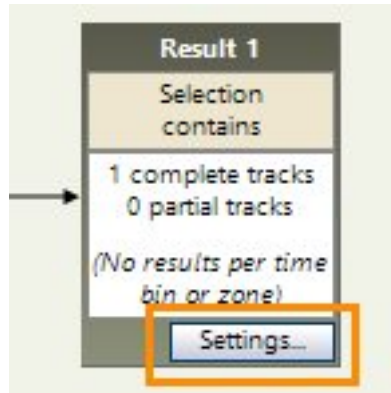 Result 1
Selection
contains
1 complete tracks
0 partial tracks
(No results per time
bin or zone)
Settings...